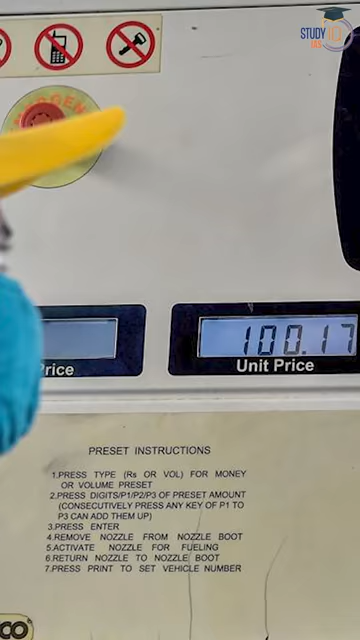 STUDY IQ
IAS
EMERGEN
100.17
Price
Unit Price
PRESET INSTRUCTIONS
1.PRESS TYPE (Rs OR VOL) FOR MONEY
OR VOLUME PRESET
2.PRESS DIGITS/P1/P2/P3 OF PRESET AMOUNT
(CONSECUTIVELY PRESS ANY KEY OF P1 TO
P3 CAN ADD THEM UP)
3.PRESS ENTER
4.REMOVE NOZZLE FROM NOZZLE BOOT
5.ACTIVATE NOZZLE FOR FUELING
6.RETURN NOZZLE TO NOZZLE BOOT
7.PRESS PRINT TO SET VEHICLE NUMBER
CO